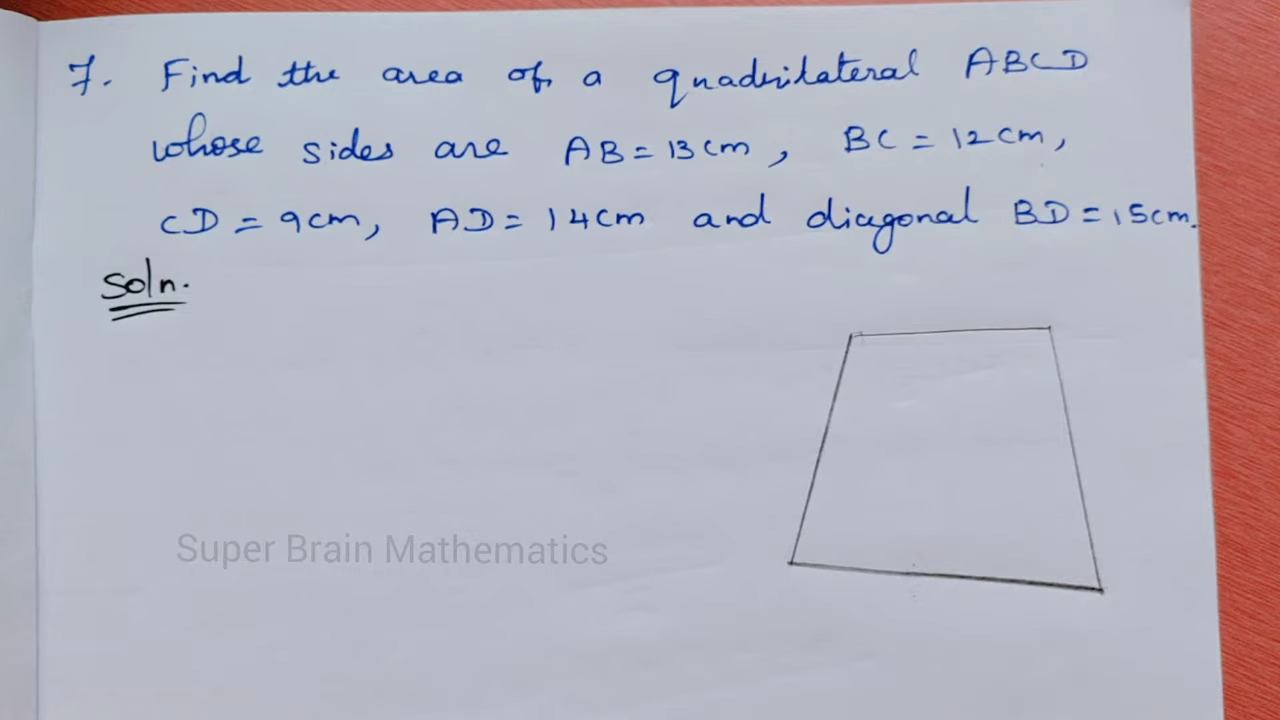 7. Find the area of a quadrilateral ABCD
whose sides are AB = 13cm, BC = 12cm,
CD = 9cm, AD = 14cm and diagonal BD = 15cm.
Soln.
Super Brain Mathematics